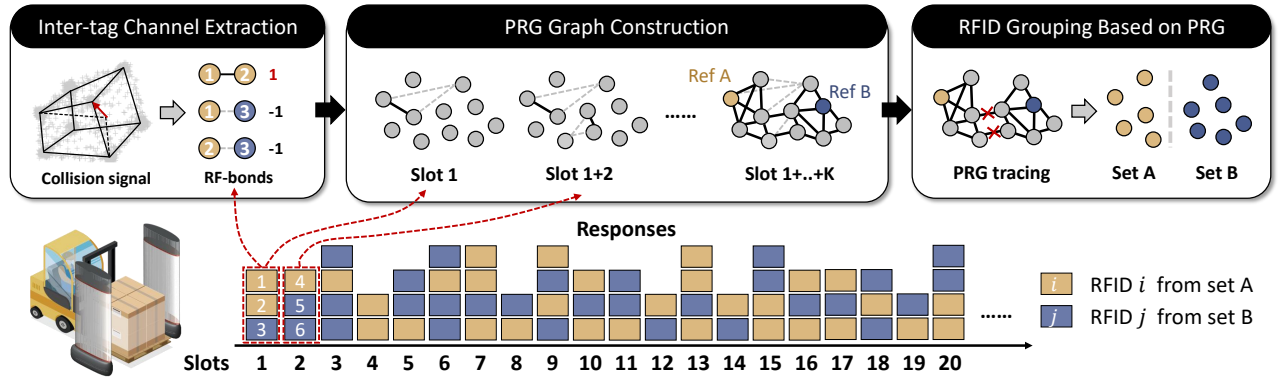 Inter-tag Channel Extraction
PRG Graph Construction
RFID Grouping Based on PRG
1 2 1
1 3 -1
2 3 -1
Collision signal
RF-bonds
Ref A
Ref B
......
Slot 1
Slot 1+2
Slot 1+..+K
PRG tracing
Set A
Set B
Responses
1 4
2 5
3 6
i RFID i from set A
j RFID j from set B
......
Slots 1 2 3 4 5 6 7 8 9 10 11 12 13 14 15 16 17 18 19 20